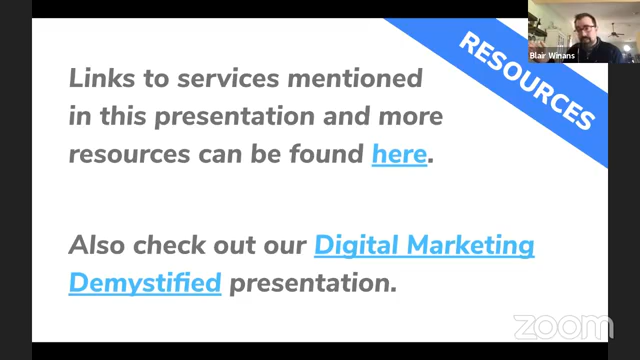 RESOURCES
Blair Winans
Links to services mentioned
in this presentation and more
resources can be found here.
Also check out our Digital Marketing
Demystified presentation.
zoom